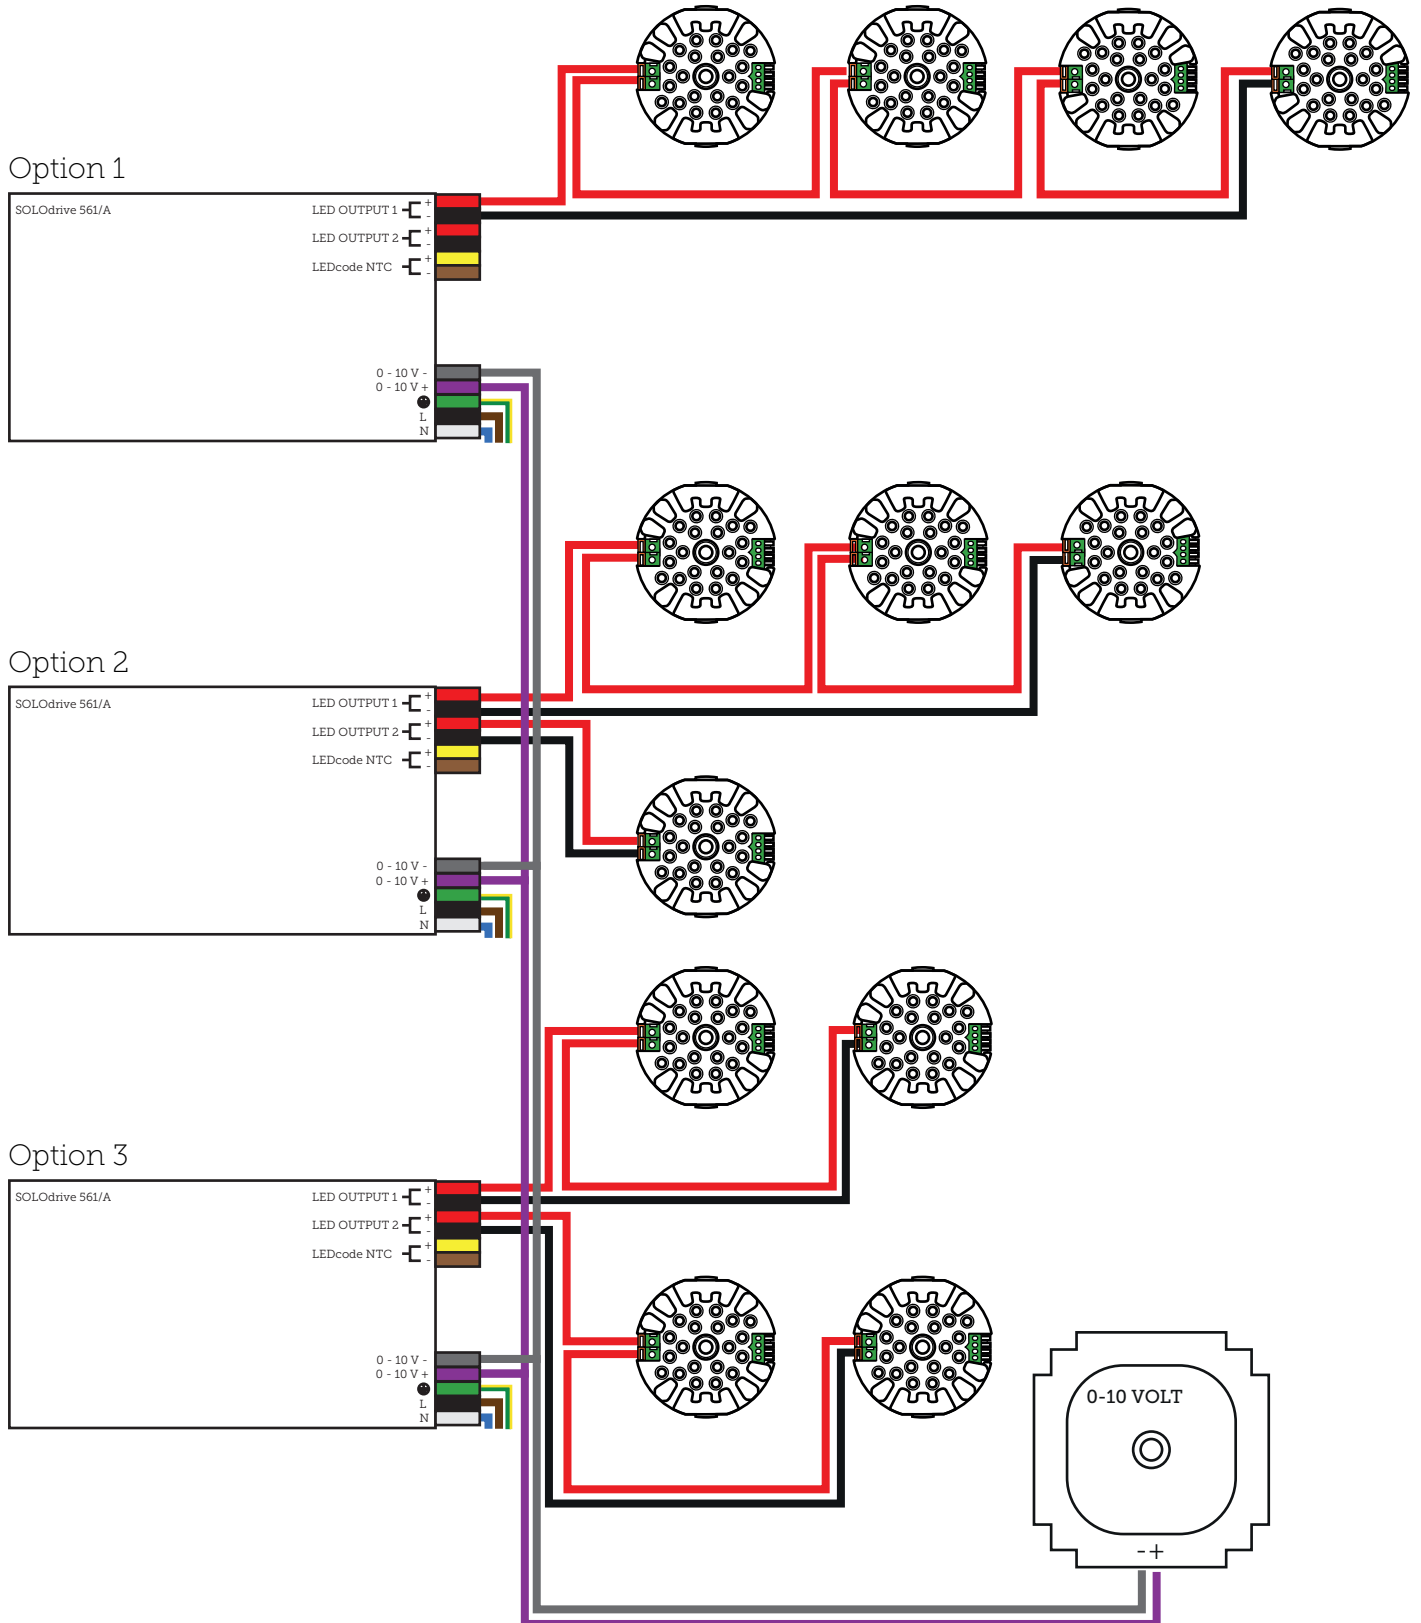 Option 1
SOLOdrive 561/A
LED OUTPUT 1 + -
LED OUTPUT 2 + -
LEDcode NTC + -
0 - 10 V -
0 - 10 V +
L
N
Option 2
SOLOdrive 561/A
LED OUTPUT 1 + -
LED OUTPUT 2 + -
LEDcode NTC + -
0 - 10 V -
0 - 10 V +
L
N
Option 3
SOLOdrive 561/A
LED OUTPUT 1 + -
LED OUTPUT 2 + -
LEDcode NTC + -
0 - 10 V -
0 - 10 V +
L
N
0-10 VOLT
-+